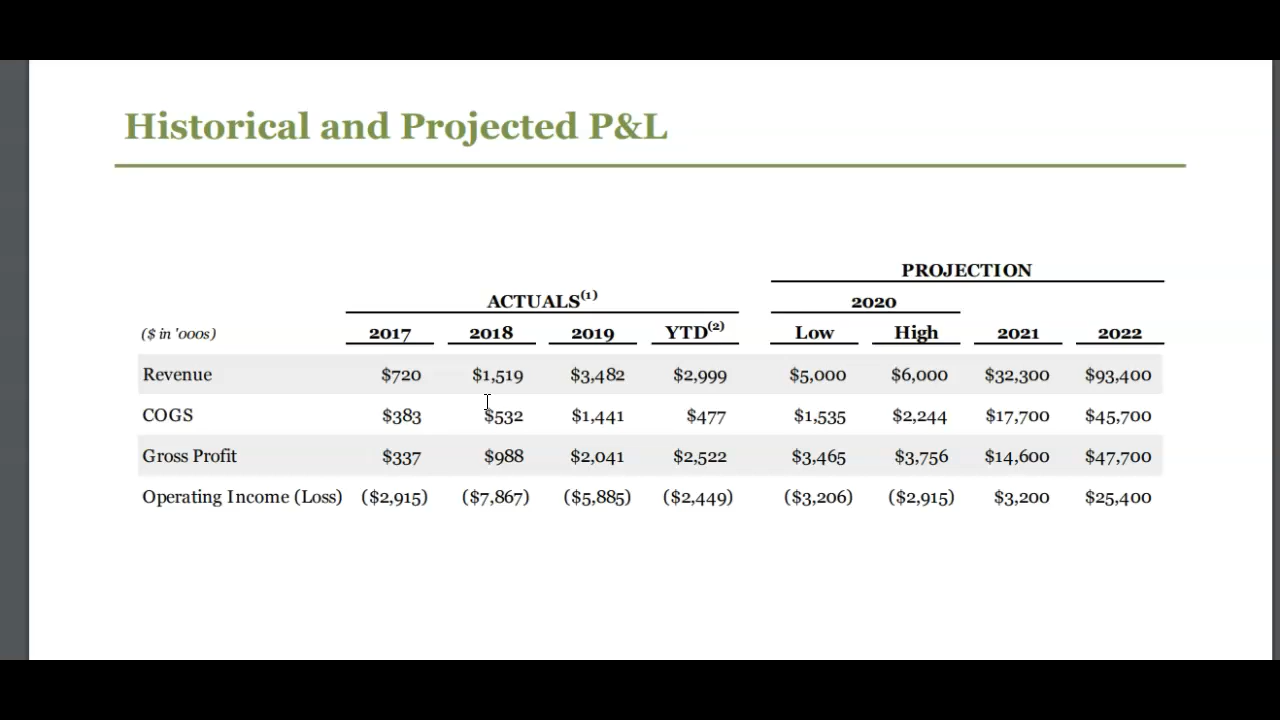 Historical and Projected P&L
PROJECTION
ACTUALS(1) 2020
($ in '000s) 2017 2018 2019 YTD(2) Low High 2021 2022
Revenue $720 $1,519 $3,482 $2,999 $5,000 $6,000 $32,300 $93,400
COGS $383 $532 $1,441 $477 $1,535 $2,244 $17,700 $45,700
Gross Profit $337 $988 $2,041 $2,522 $3,465 $3,756 $14,600 $47,700
Operating Income (Loss) ($2,915) ($7,867) ($5,885) ($2,449) ($3,206) ($2,915) $3,200 $25,400